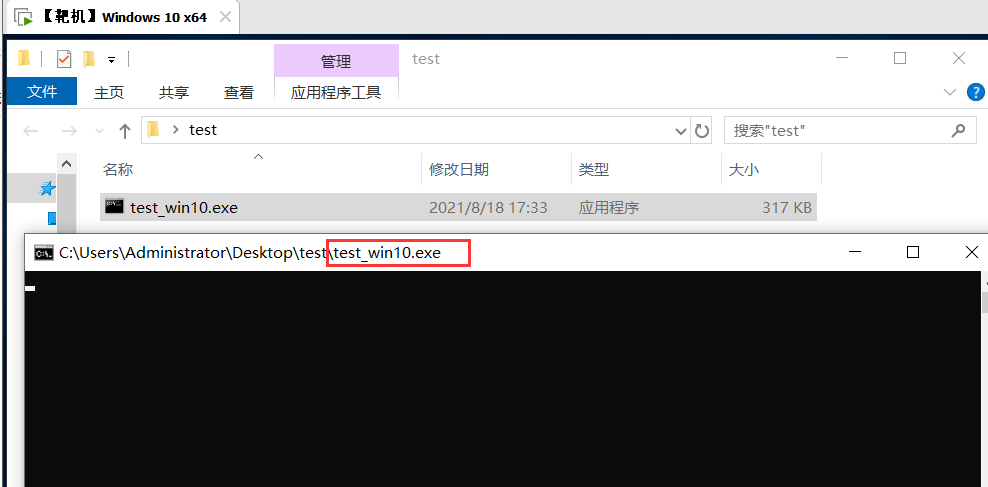 【靶机】Windows 10 x64
管理
test
文件
主页
共享
查看
应用程序工具
test
搜索"test"
名称
修改日期
类型
大小
test_win10.exe
2021/8/18 17:33
应用程序
317 KB
C:\Users\Administrator\Desktop\test\test_win10.exe